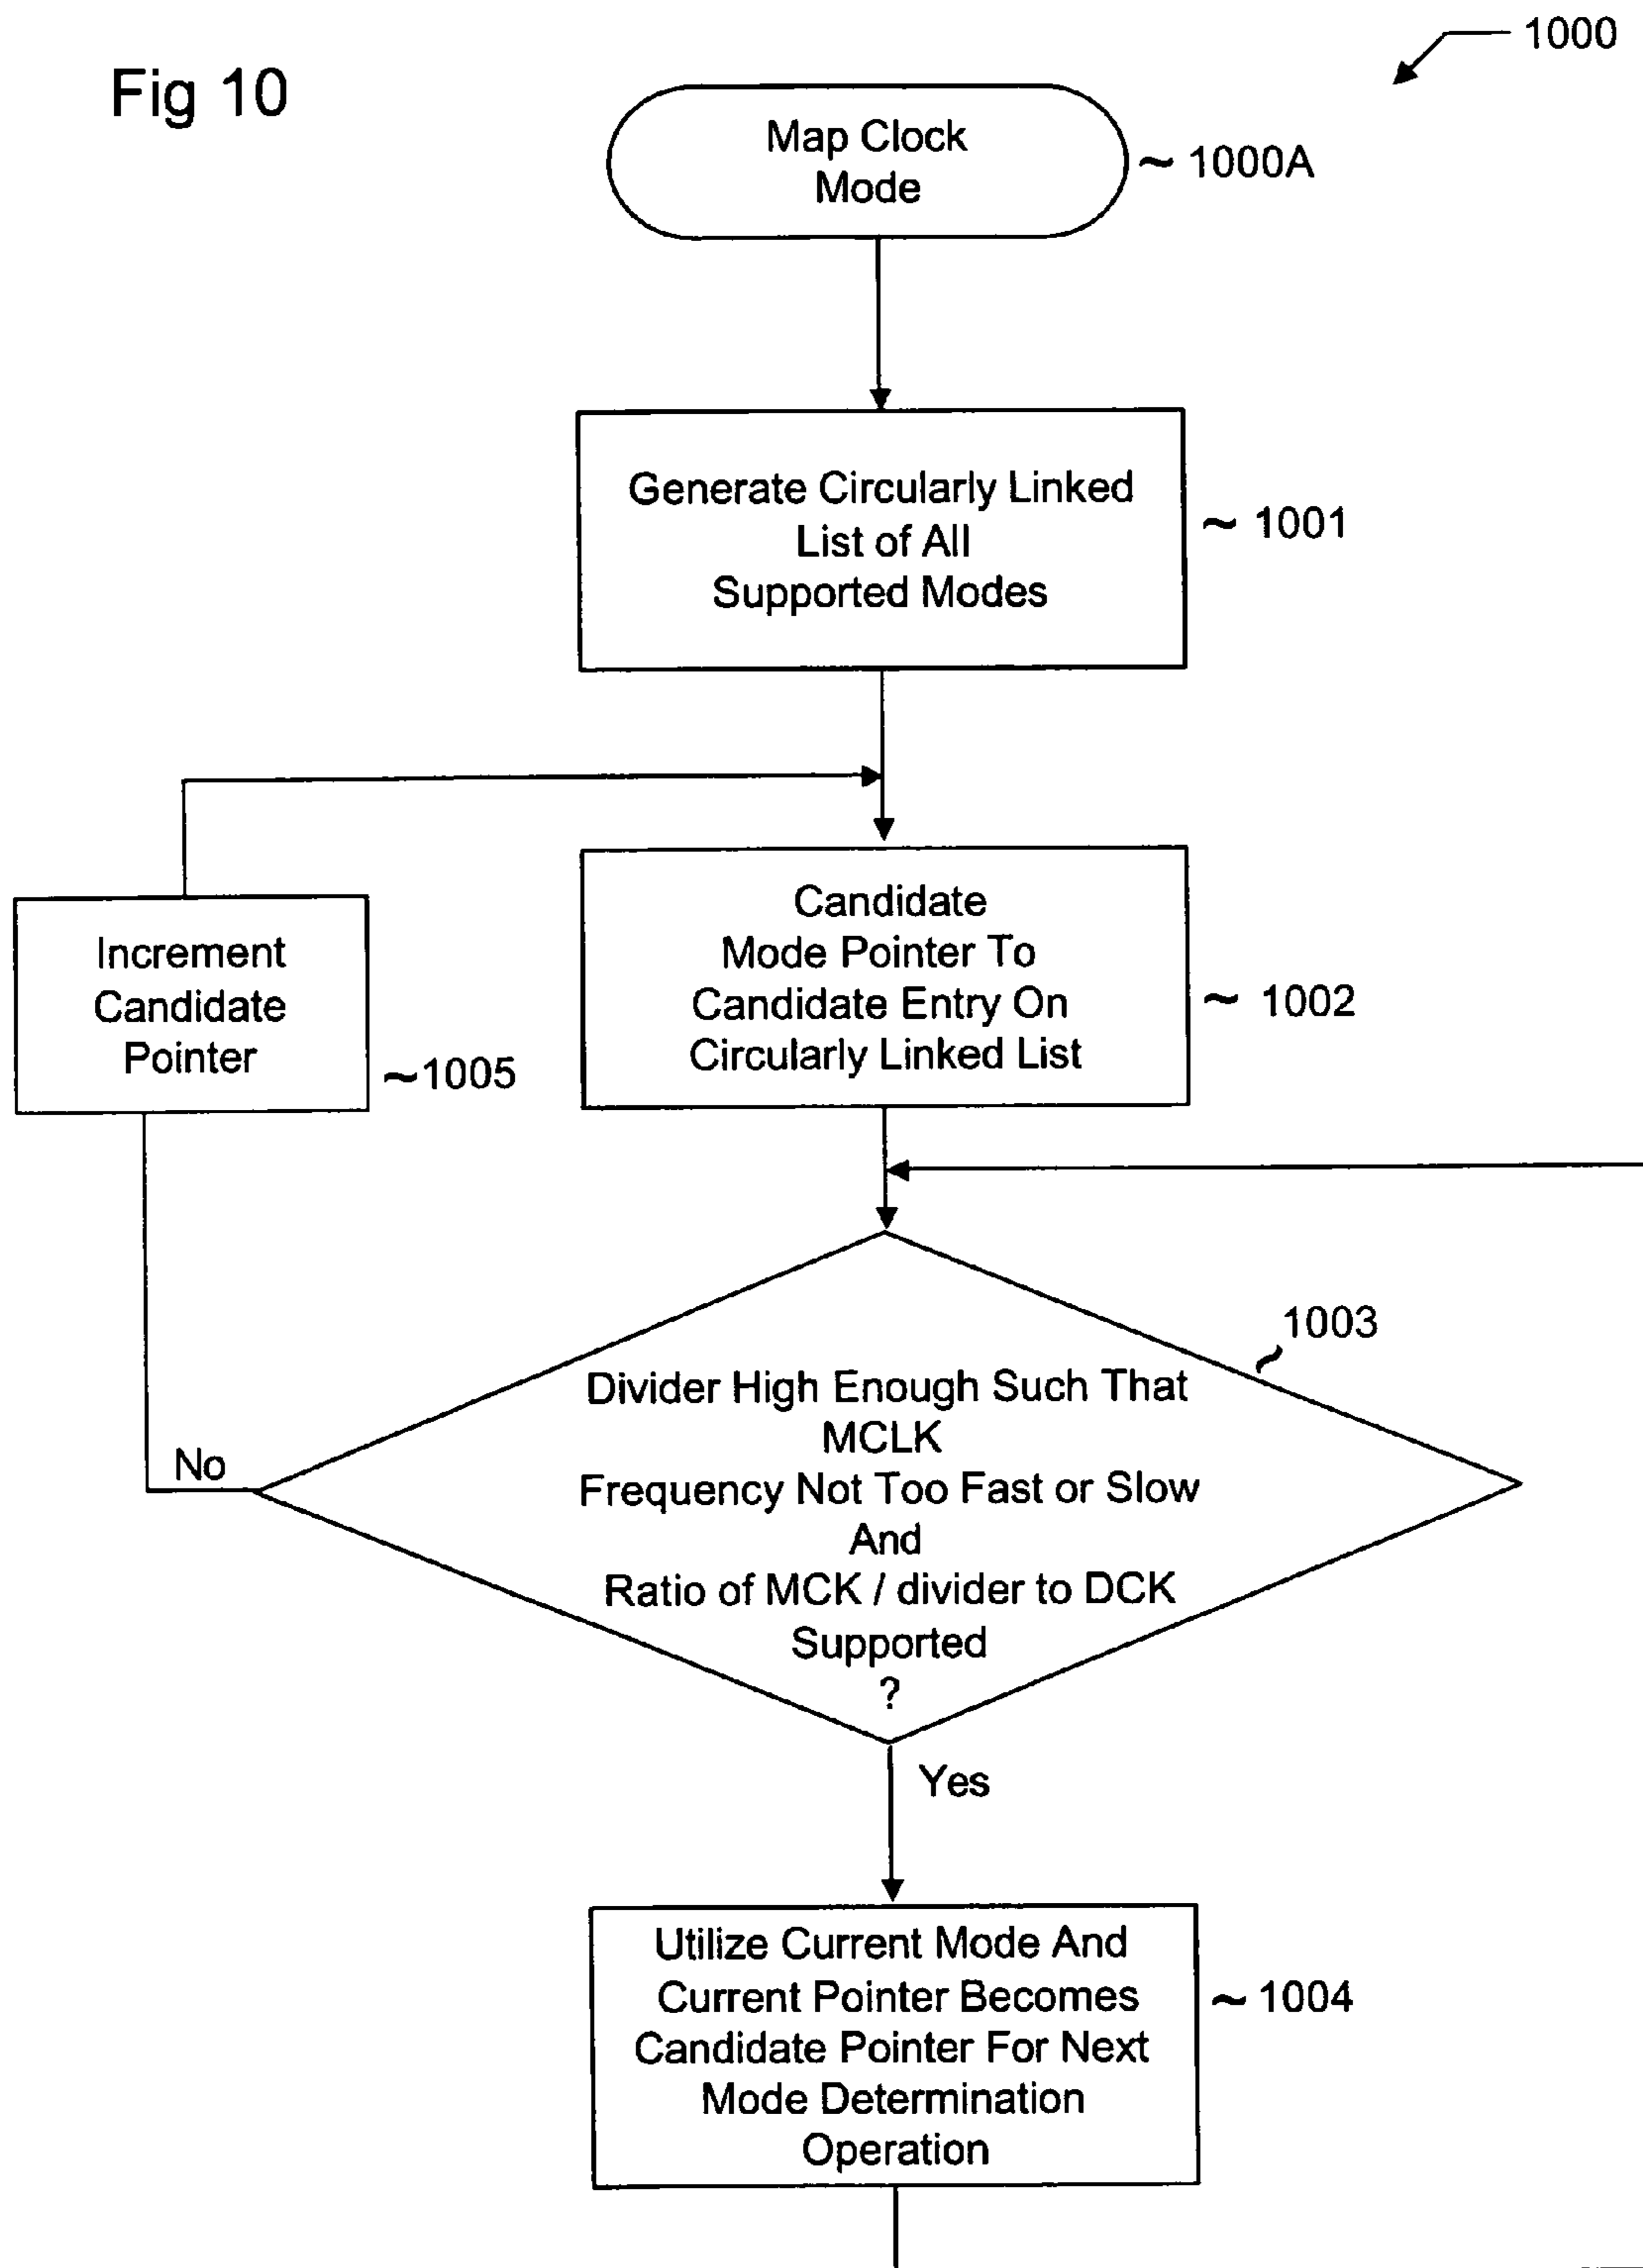 1000
Fig 10
Map Clock
Mode
~ 1000A
Generate Circularly Linked
List of All
Supported Modes
~ 1001
Candidate
Mode Pointer To
Candidate Entry On
Circularly Linked List
~ 1002
Increment
Candidate
Pointer
~1005
1003
Divider High Enough Such That
MCLK
Frequency Not Too Fast or Slow
And
Ratio of MCK / divider to DCK
Supported
?
No
Yes
Utilize Current Mode And
Current Pointer Becomes
Candidate Pointer For Next
Mode Determination
Operation
~ 1004